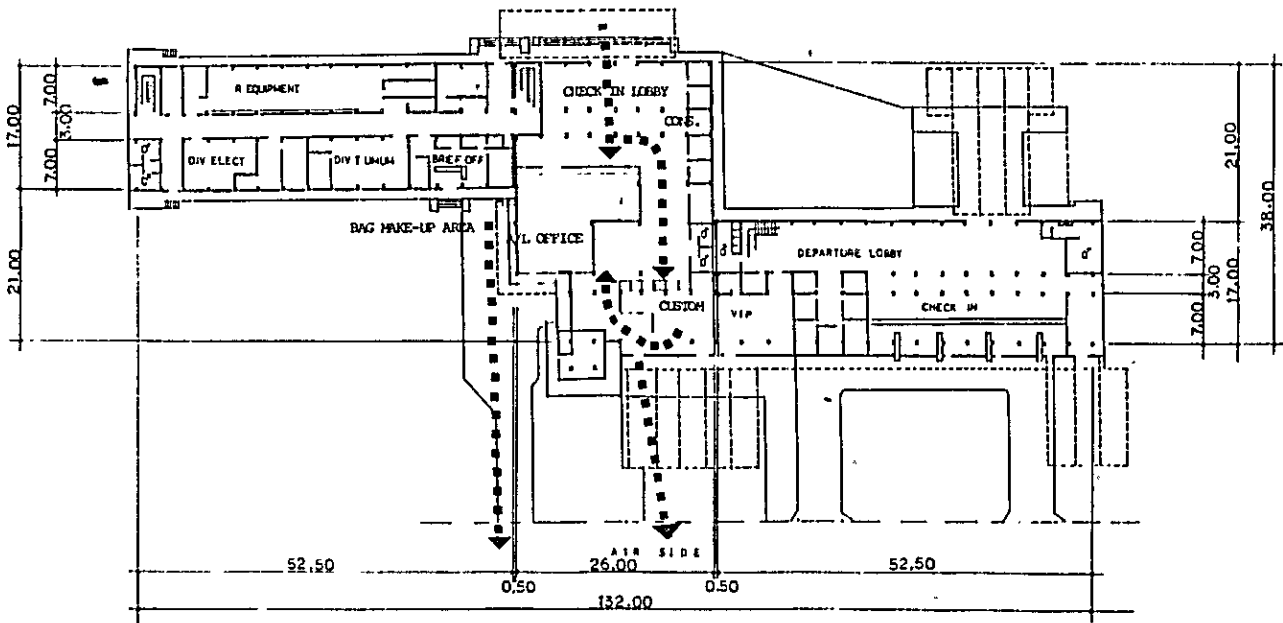 R EQUIPMENT
CHECK IN LOBBY
CONS.
DIV ELECT
DIV T UMUM
BRIEF OFF
BAG MAKE-UP AREA
A/L OFFICE
DEPARTURE LOBBY
CUSTOM
VIP
CHECK IN
AIR SIDE
17.00
7.00
3.00
7.00
21.00
21.00
38.00
7.00
3.00
17.00
7.00
52.50
26.00
52.50
0.50
0.50
132.00